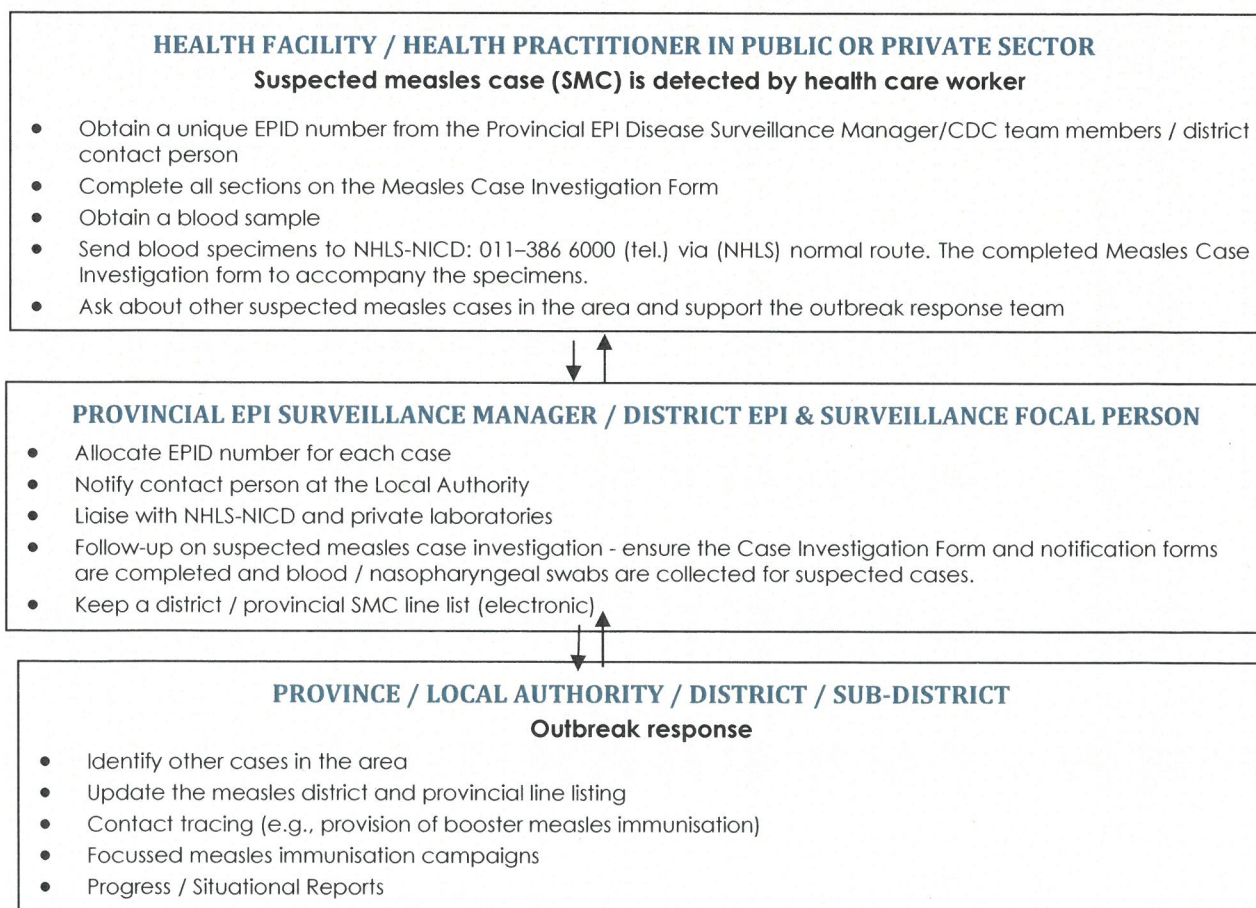 HEALTH FACILITY / HEALTH PRACTITIONER IN PUBLIC OR PRIVATE SECTOR
Suspected measles case (SMC) is detected by health care worker
• Obtain a unique EPID number from the Provincial EPI Disease Surveillance Manager/CDC team members / district
contact person
• Complete all sections on the Measles Case Investigation Form
• Obtain a blood sample
• Send blood specimens to NHLS-NICD: 011–386 6000 (tel.) via (NHLS) normal route. The completed Measles Case
Investigation form to accompany the specimens.
• Ask about other suspected measles cases in the area and support the outbreak response team
PROVINCIAL EPI SURVEILLANCE MANAGER / DISTRICT EPI & SURVEILLANCE FOCAL PERSON
• Allocate EPID number for each case
• Notify contact person at the Local Authority
• Liaise with NHLS-NICD and private laboratories
• Follow-up on suspected measles case investigation - ensure the Case Investigation Form and notification forms
are completed and blood / nasopharyngeal swabs are collected for suspected cases.
• Keep a district / provincial SMC line list (electronic)
PROVINCE / LOCAL AUTHORITY / DISTRICT / SUB-DISTRICT
Outbreak response
• Identify other cases in the area
• Update the measles district and provincial line listing
• Contact tracing (e.g., provision of booster measles immunisation)
• Focussed measles immunisation campaigns
• Progress / Situational Reports